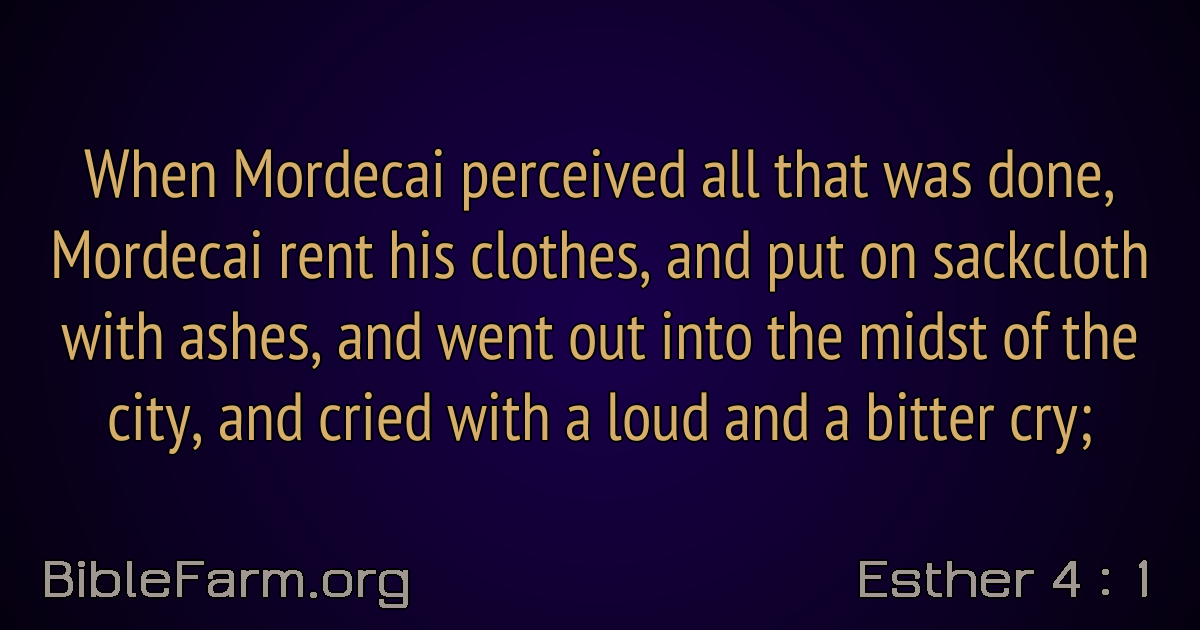 When Mordecai perceived all that was done,
Mordecai rent his clothes, and put on sackcloth
with ashes, and went out into the midst of the
city, and cried with a loud and a bitter cry;
BibleFarm.org
Esther 4 : 1